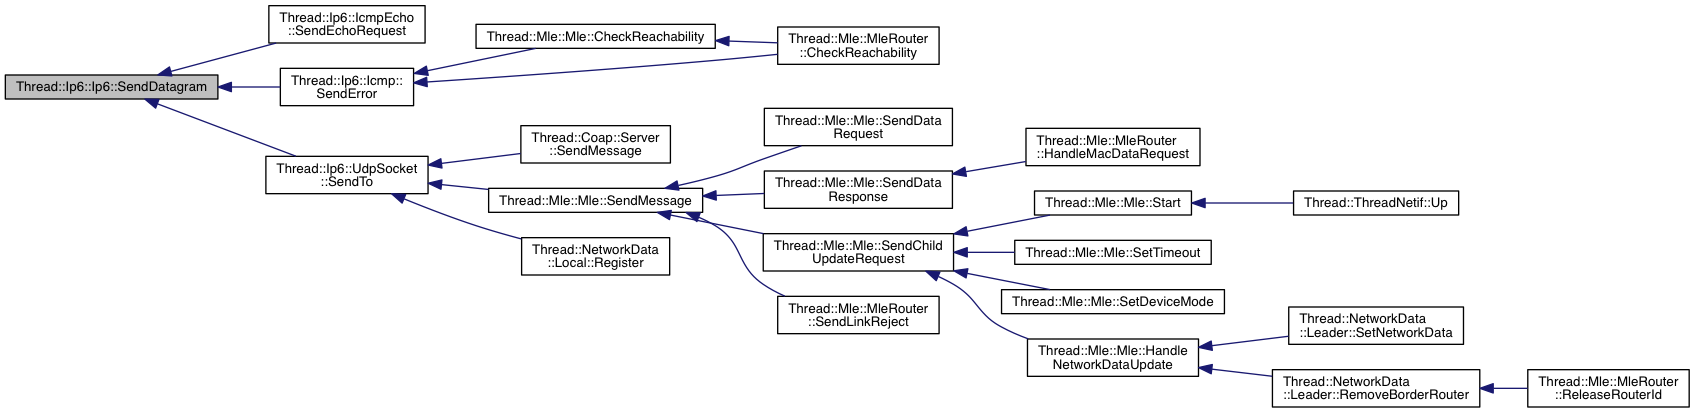 Thread::Ip6::Ip6::SendDatagram
Thread::Ip6::IcmpEcho
::SendEchoRequest
Thread::Ip6::Icmp::
SendError
Thread::Mle::Mle::CheckReachability
Thread::Mle::MleRouter
::CheckReachability
Thread::Ip6::UdpSocket
::SendTo
Thread::Coap::Server
::SendMessage
Thread::Mle::Mle::SendMessage
Thread::NetworkData
::Local::Register
Thread::Mle::Mle::SendData
Request
Thread::Mle::Mle::SendData
Response
Thread::Mle::MleRouter
::HandleMacDataRequest
Thread::Mle::Mle::SendChild
UpdateRequest
Thread::Mle::MleRouter
::SendLinkReject
Thread::Mle::Mle::Start
Thread::ThreadNetif::Up
Thread::Mle::Mle::SetTimeout
Thread::Mle::Mle::SetDeviceMode
Thread::Mle::Mle::Handle
NetworkDataUpdate
Thread::NetworkData
::Leader::SetNetworkData
Thread::NetworkData
::Leader::RemoveBorderRouter
Thread::Mle::MleRouter
::ReleaseRouterId